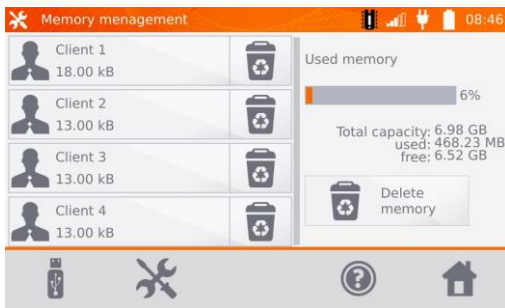 Memory menagement
08:46
Client 1
18.00 kB
Client 2
13.00 kB
Client 3
13.00 kB
Client 4
13.00 kB
Used memory
6%
Total capacity: 6.98 GB
used: 468.23 MB
free: 6.52 GB
Delete
memory